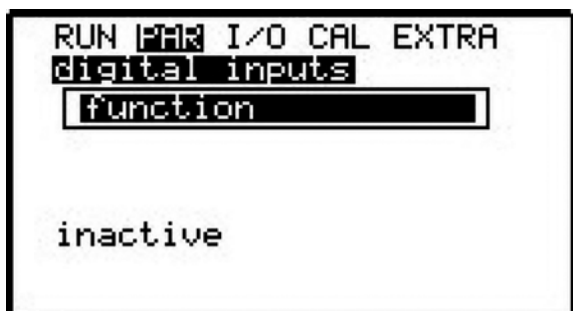 RUN PAR I/O CAL EXTRA
digital inputs
function
inactive